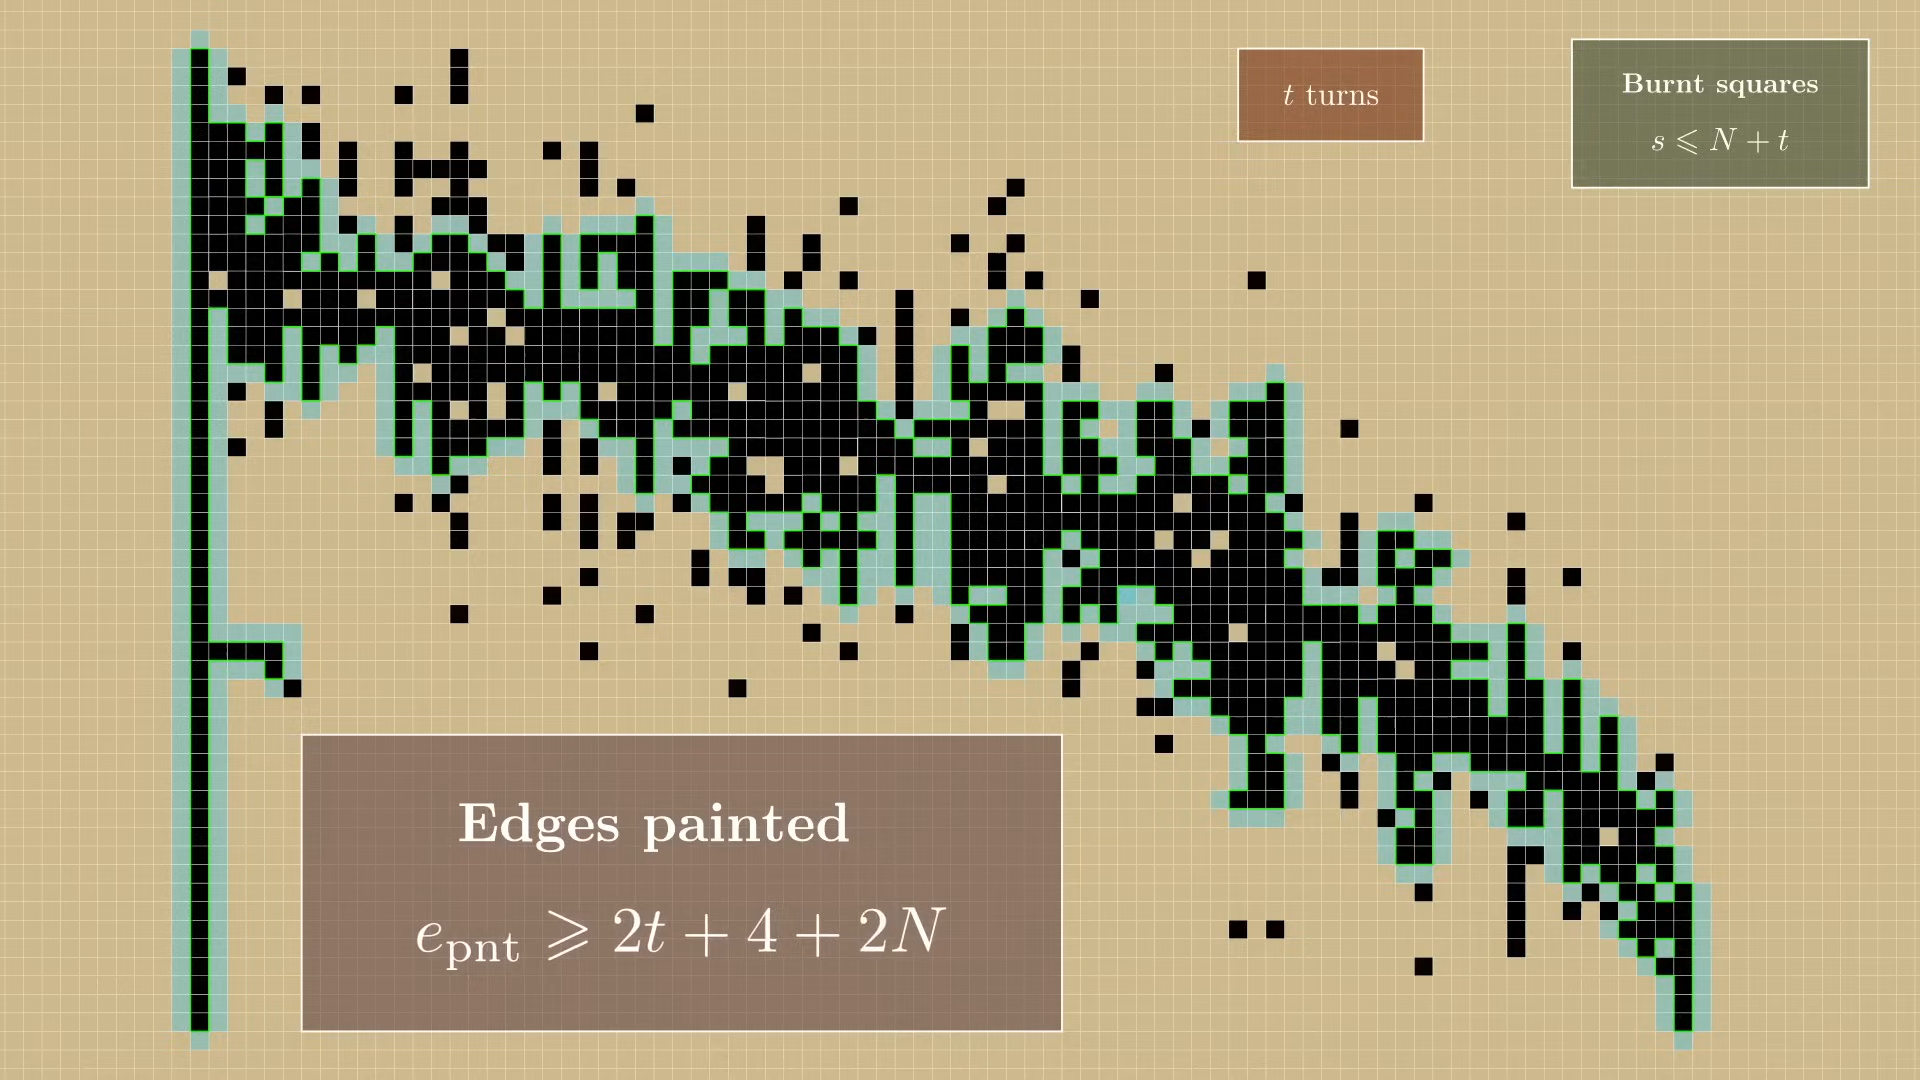 t turns
Burnt squares
s ⩽ N + t
Edges painted
e_pnt ⩾ 2t + 4 + 2N